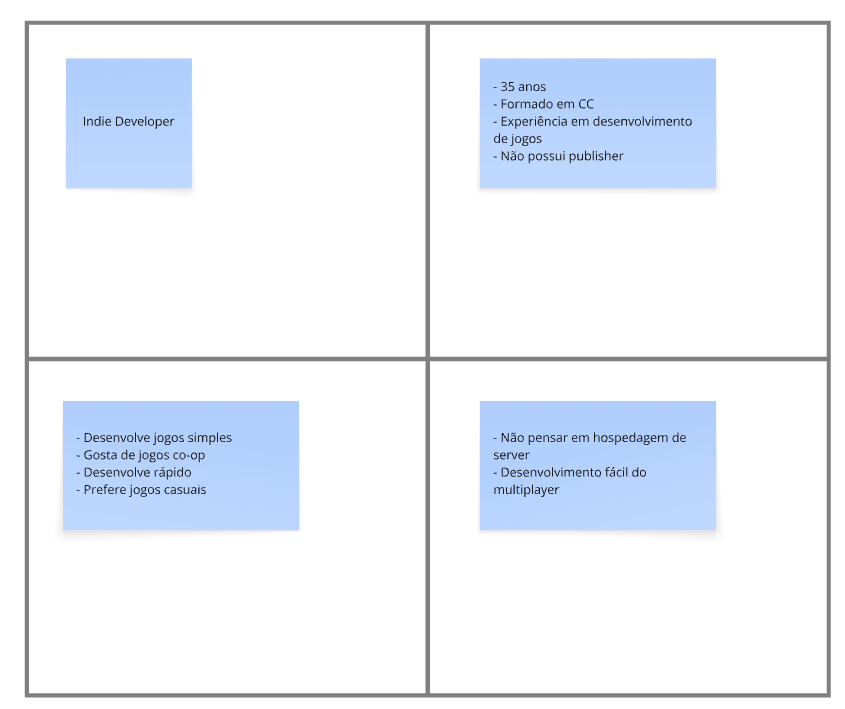 Indie Developer
- 35 anos
- Formado em CC
- Experiência em desenvolvimento
de jogos
- Não possui publisher
- Desenvolve jogos simples
- Gosta de jogos co-op
- Desenvolve rápido
- Prefere jogos casuais
- Não pensar em hospedagem de
server
- Desenvolvimento fácil do
multiplayer